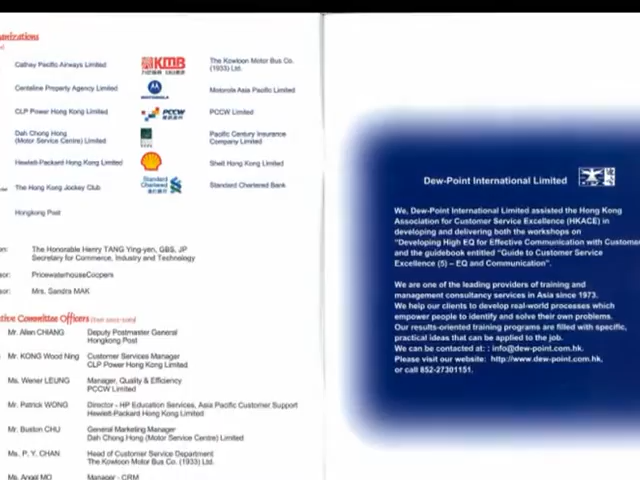 anizations
Cathay Pacific Airways Limited
KMB
The Kowloon Motor Bus Co.
(1933) Ltd.
Centaline Property Agency Limited
MOTOROLA
Motorola Asia Pacific Limited
CLP Power Hong Kong Limited
PCCW
PCCW Limited
Dah Chong Hong
(Motor Service Centre) Limited
Pacific Century Insurance
Company Limited
Hewlett-Packard Hong Kong Limited
Shell Hong Kong Limited
The Hong Kong Jockey Club
Standard
Chartered
Standard Chartered Bank
Hongkong Post
The Honorable Henry TANG Ying-yen, GBS, JP
Secretary for Commerce, Industry and Technology
PricewaterhouseCoopers
Mrs. Sandra MAK
tive Committee Officers
Mr. Allen CHIANG Deputy Postmaster General
Hongkong Post
Mr. KONG Wood Ning Customer Services Manager
CLP Power Hong Kong Limited
Ms. Wener LEUNG Manager, Quality & Efficiency
PCCW Limited
Mr. Patrick WONG Director - HP Education Services, Asia Pacific Customer Support
Hewlett-Packard Hong Kong Limited
Mr. Buston CHU General Marketing Manager
Dah Chong Hong (Motor Service Centre) Limited
Ms. P. Y. CHAN Head of Customer Service Department
The Kowloon Motor Bus Co. (1933) Ltd.
Ms. Angel MO Manager - CRM
Dew-Point International Limited
We, Dew-Point International Limited assisted the Hong Kong
Association for Customer Service Excellence (HKACE) in
developing and delivering both the workshops on
"Developing High EQ for Effective Communication with Customer
and the guidebook entitled "Guide to Customer Service
Excellence (5) – EQ and Communication".
We are one of the leading providers of training and
management consultancy services in Asia since 1973.
We help our clients to develop real-world processes which
empower people to identify and solve their own problems.
Our results-oriented training programs are filled with specific,
practical ideas that can be applied to the job.
We can be contacted at: : info@dew-point.com.hk.
Please visit our website: http://www.dew-point.com.hk,
or call 852-27301151.